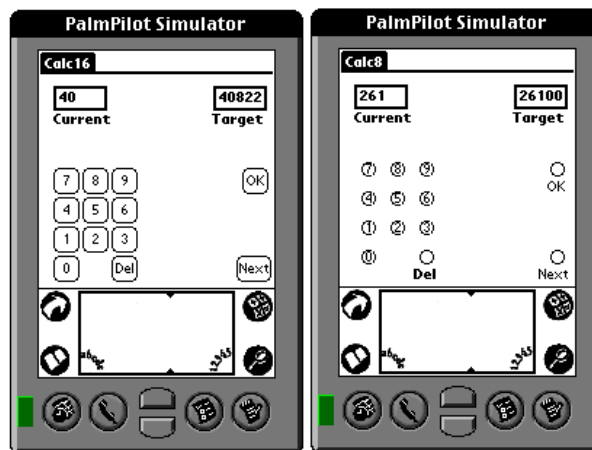 PalmPilot Simulator
Calc16
40
40822
Current
Target
7 8 9
OK
4 5 6
1 2 3
0
Del
Next
PalmPilot Simulator
Calc8
261
26100
Current
Target
7 8 9
OK
4 5 6
1 2 3
0
Del
Next